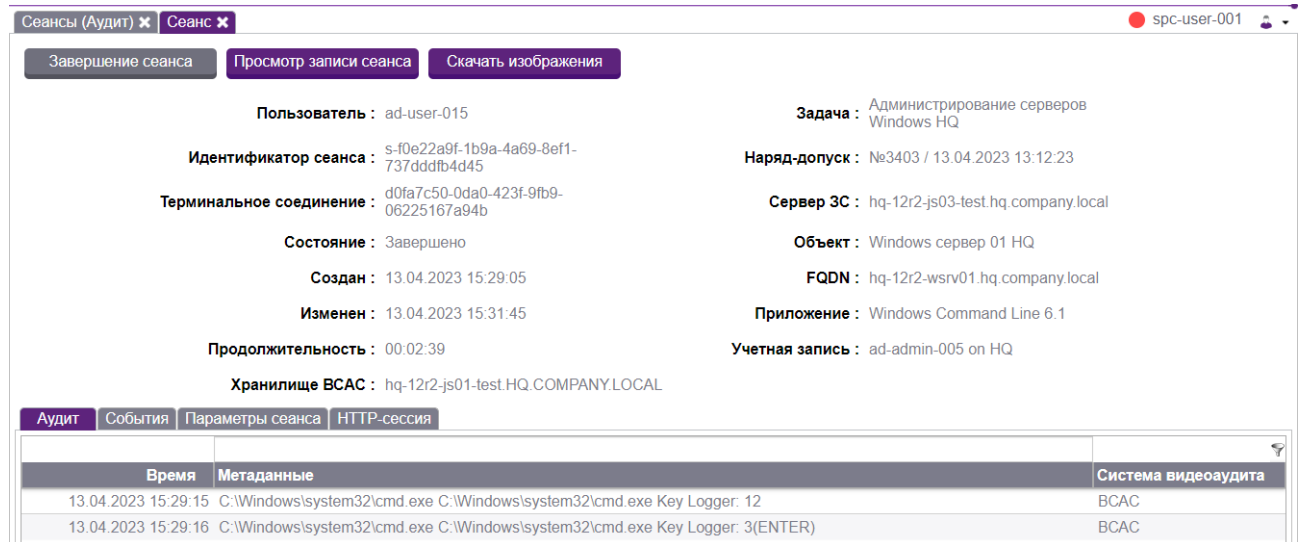 Сеансы (Аудит) ✖ Сеанс ✖ spc-user-001
Завершение сеанса Просмотр записи сеанса Скачать изображения
Пользователь : ad-user-015
Задача : Администрирование серверов
Windows HQ
Идентификатор сеанса : s-f0e22a9f-1b9a-4a69-8ef1-
737dddfb4d45
Наряд-допуск : №3403 / 13.04.2023 13:12:23
Терминальное соединение : d0fa7c50-0da0-423f-9fb9-
06225167a94b
Сервер ЗС : hq-12r2-js03-test.hq.company.local
Состояние : Завершено
Объект : Windows сервер 01 HQ
Создан : 13.04.2023 15:29:05
FQDN : hq-12r2-wsrv01.hq.company.local
Изменен : 13.04.2023 15:31:45
Приложение : Windows Command Line 6.1
Продолжительность : 00:02:39
Учетная запись : ad-admin-005 on HQ
Хранилище ВСАС : hq-12r2-js01-test.HQ.COMPANY.LOCAL
Аудит События Параметры сеанса HTTP-сессия
Время Метаданные Система видеоаудита
13.04.2023 15:29:15 C:\Windows\system32\cmd.exe C:\Windows\system32\cmd.exe Key Logger: 12 ВСАС
13.04.2023 15:29:16 C:\Windows\system32\cmd.exe C:\Windows\system32\cmd.exe Key Logger: 3(ENTER) ВСАС